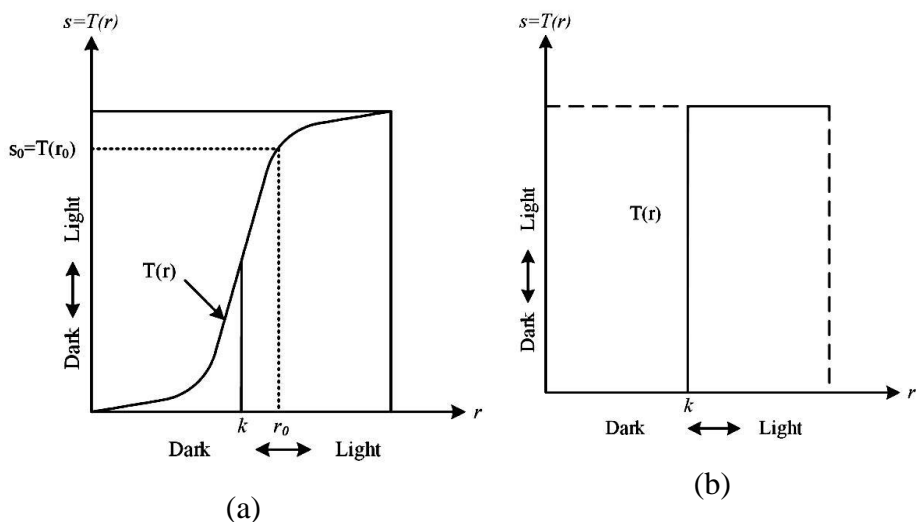 s=T(r)
s₀=T(r₀)
Light
Dark
T(r)
k
r₀
r
Dark
Light
(a)
s=T(r)
Light
Dark
T(r)
k
r
Dark
Light
(b)